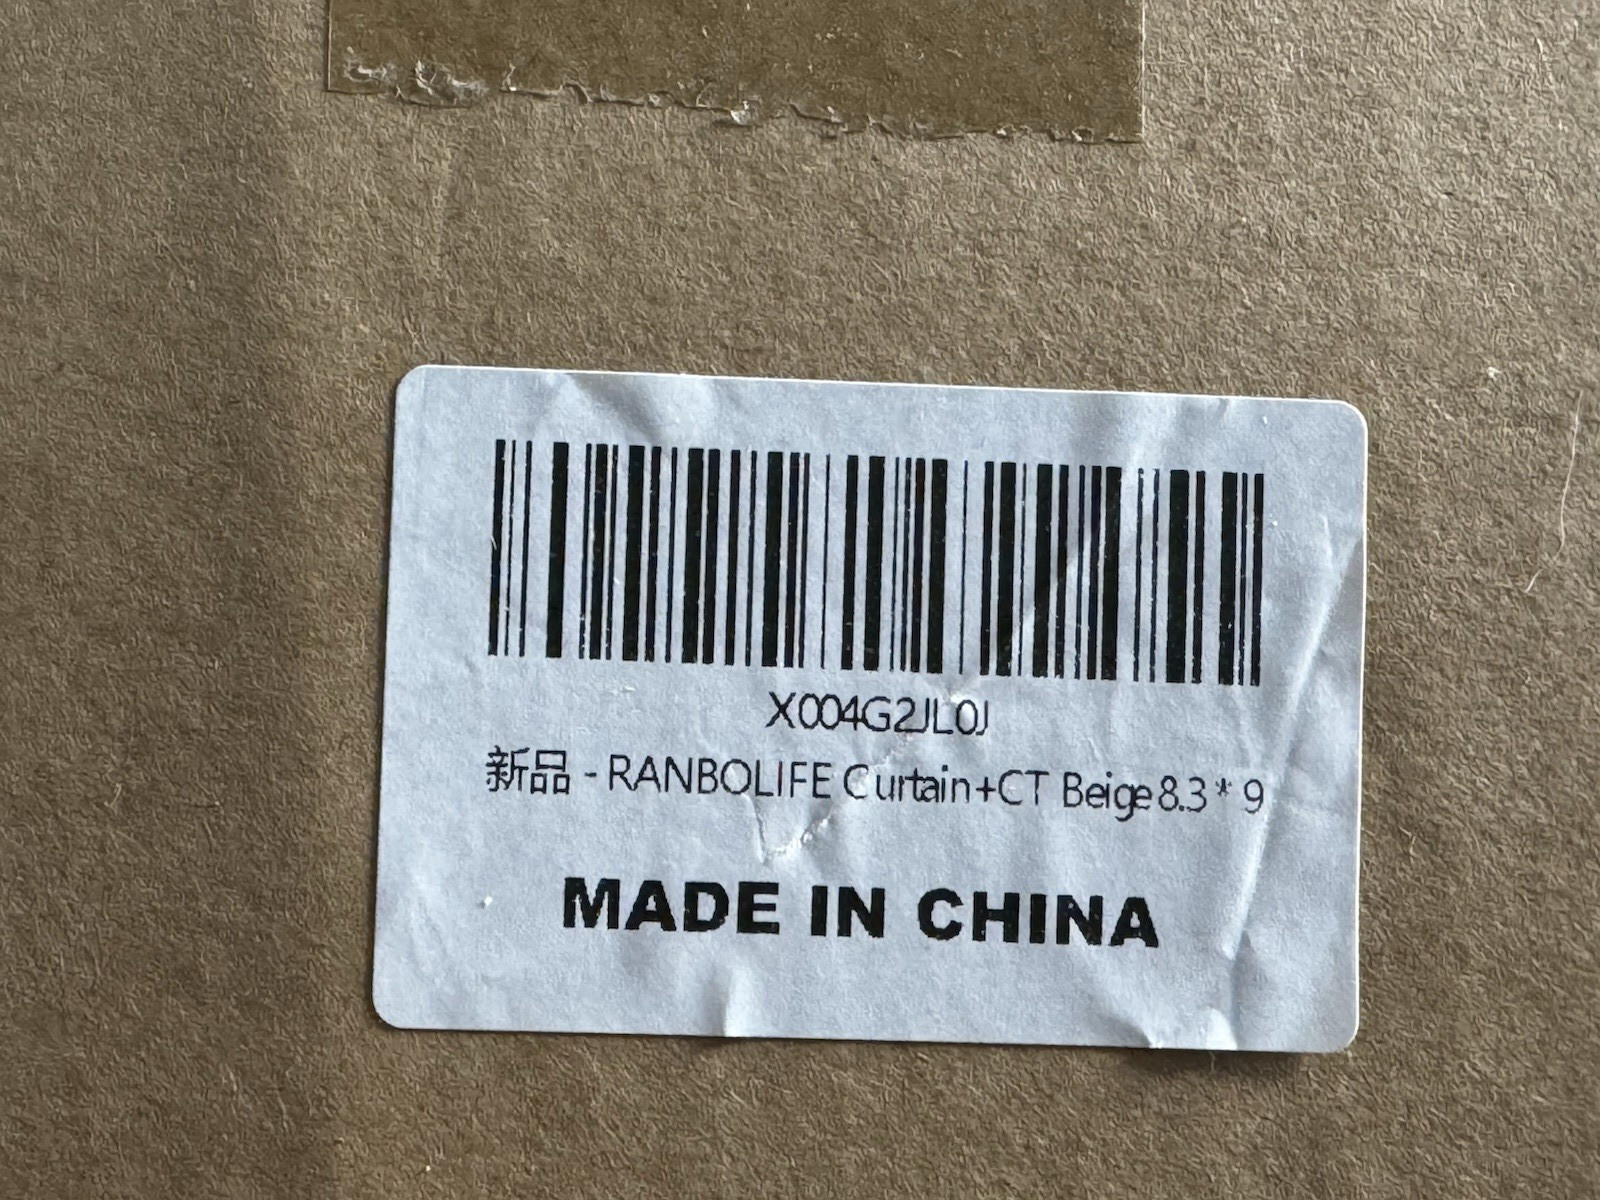 X004G2JL0J
新品 - RANBOLIFE Curtain+CT Beige 8.3 * 9
MADE IN CHINA